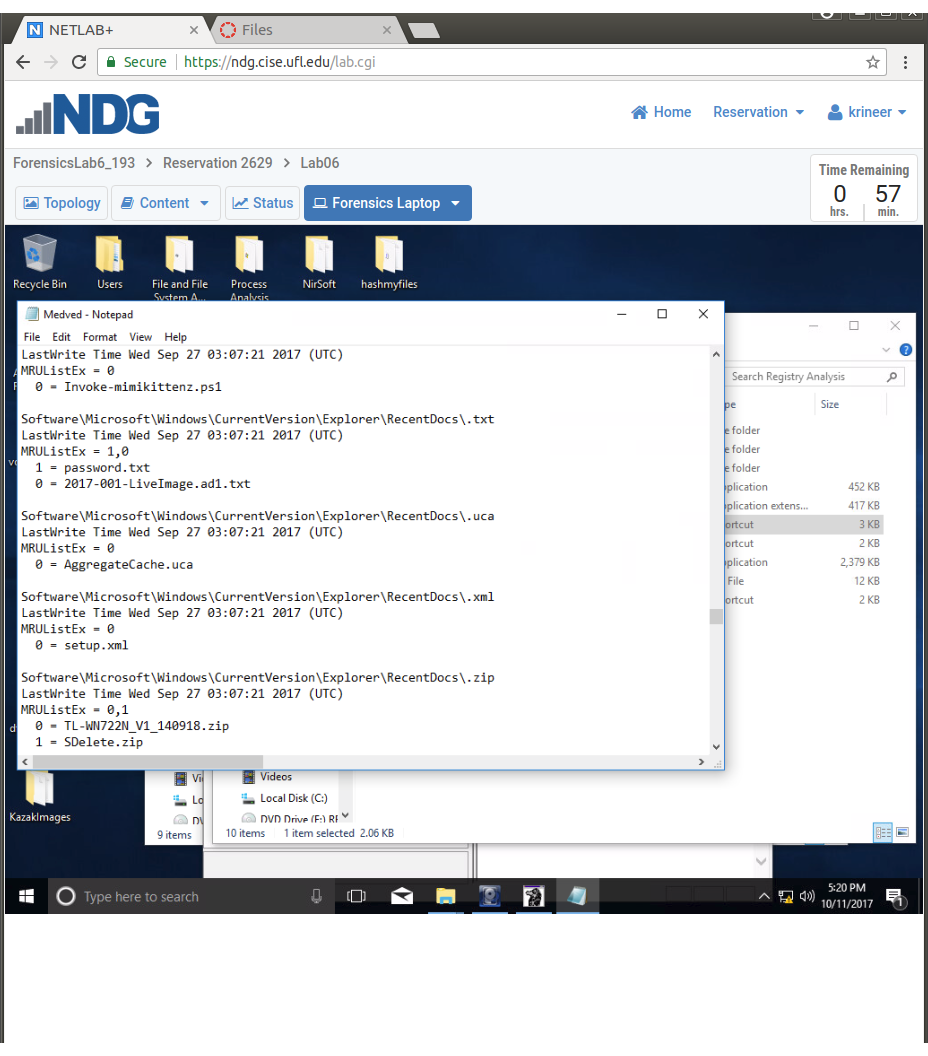 NETLAB+
Files
Secure
https://ndg.cise.ufl.edu/lab.cgi
NDG
Home
Reservation
krineer
ForensicsLab6_193 > Reservation 2629 > Lab06
Time Remaining
0 57
hrs. min.
Topology
Content
Status
Forensics Laptop
Recycle Bin
Users
File and File System A...
Process Analysis
NirSoft
hashmyfiles
Medved - Notepad
File Edit Format View Help
LastWrite Time Wed Sep 27 03:07:21 2017 (UTC)
MRUListEx = 0
0 = Invoke-mimikittenz.ps1
Software\Microsoft\Windows\CurrentVersion\Explorer\RecentDocs\.txt
LastWrite Time Wed Sep 27 03:07:21 2017 (UTC)
MRUListEx = 1,0
1 = password.txt
0 = 2017-001-LiveImage.ad1.txt
Software\Microsoft\Windows\CurrentVersion\Explorer\RecentDocs\.uca
LastWrite Time Wed Sep 27 03:07:21 2017 (UTC)
MRUListEx = 0
0 = AggregateCache.uca
Software\Microsoft\Windows\CurrentVersion\Explorer\RecentDocs\.xml
LastWrite Time Wed Sep 27 03:07:21 2017 (UTC)
MRUListEx = 0
0 = setup.xml
Software\Microsoft\Windows\CurrentVersion\Explorer\RecentDocs\.zip
LastWrite Time Wed Sep 27 03:07:21 2017 (UTC)
MRUListEx = 0,1
0 = TL-WN722N_V1_140918.zip
1 = SDelete.zip
Search Registry Analysis
pe Size
e folder
e folder
e folder
plication 452 KB
plication extens... 417 KB
ortcut 3 KB
ortcut 2 KB
plication 2,379 KB
File 12 KB
ortcut 2 KB
KazakImages
Vi
Lo
DV
9 items
Videos
Local Disk (C:)
DVD Drive (F:) RE
10 items 1 item selected 2.06 KB
Type here to search
5:20 PM
10/11/2017
1